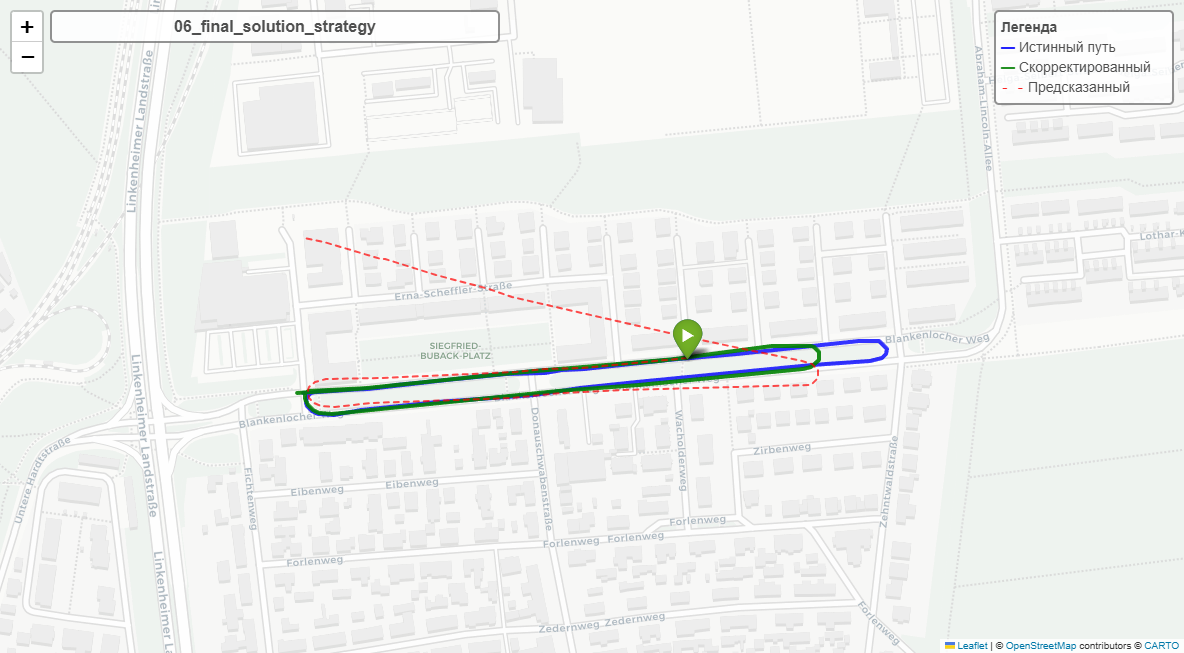 +
−
06_final_solution_strategy
Легенда
Истинный путь
Скорректированный
Предсказанный
Linkenheimer Landstraße
Abraham-Lincoln-Allee
Lothar-K
Erna-Scheffler-Straße
SIEGFRIED-
BUBACK-PLATZ
Blankenlocher Weg
Blankenlocher Weg
Linkenheimer Landstraße
Untere Hardtstraße
Donauschwabenstraße
Wacholderweg
Zirbenweg
Zehntwaldstraße
Fichtenweg
Eibenweg
Eibenweg
Forlenweg
Forlenweg
Forlenweg
Forlenweg
Linkenheimer La
Zedernweg
Zedernweg
Forlenweg
Leaflet | © OpenStreetMap contributors © CARTO